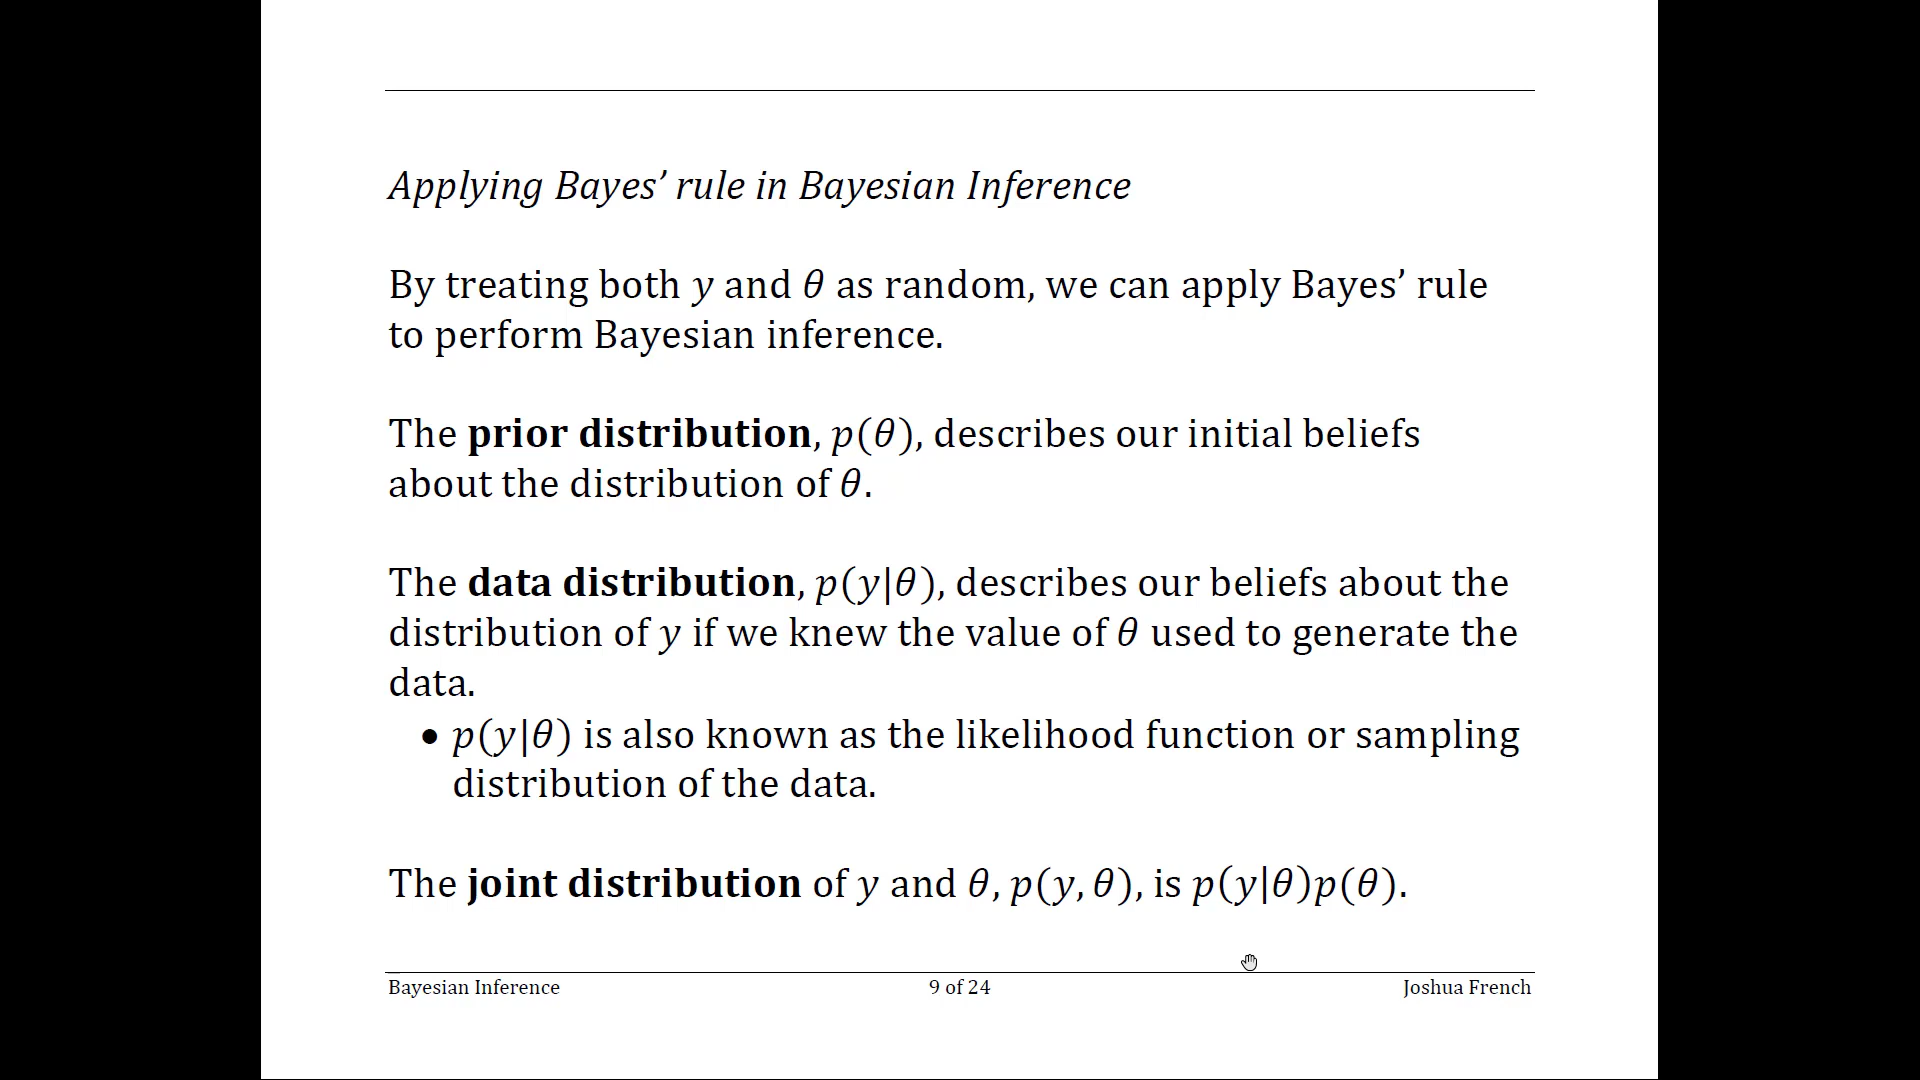 Applying Bayes’ rule in Bayesian Inference
By treating both y and θ as random, we can apply Bayes’ rule
to perform Bayesian inference.
The prior distribution, p(θ), describes our initial beliefs
about the distribution of θ.
The data distribution, p(y|θ), describes our beliefs about the
distribution of y if we knew the value of θ used to generate the
data.
• p(y|θ) is also known as the likelihood function or sampling
distribution of the data.
The joint distribution of y and θ, p(y, θ), is p(y|θ)p(θ).
Bayesian Inference 9 of 24 Joshua French